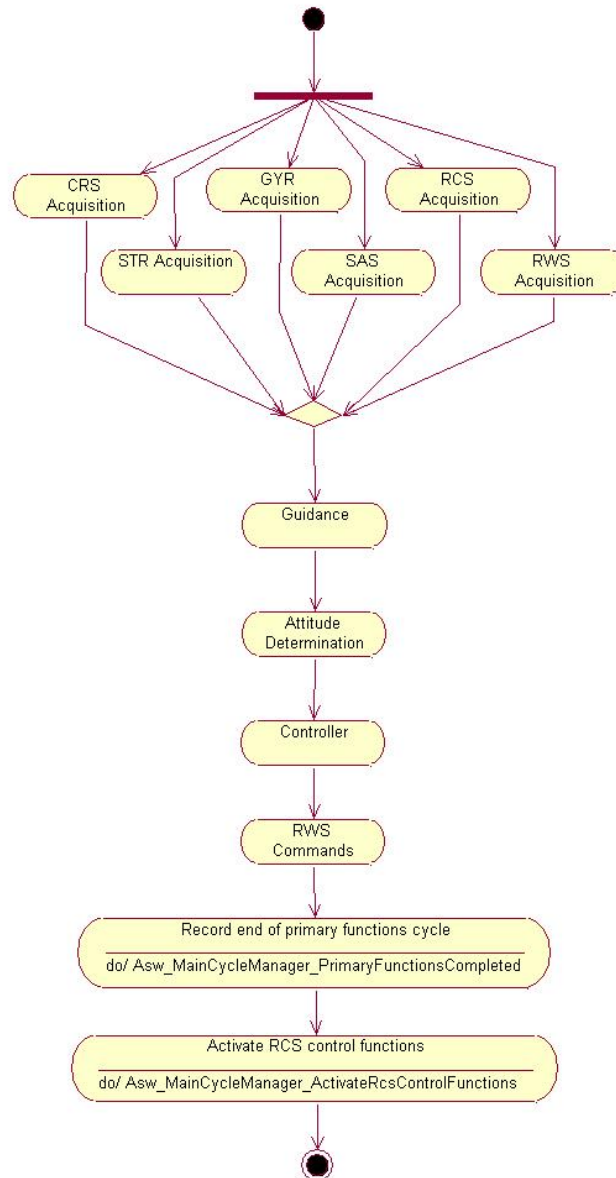 CRS
Acquisition
GYR
Acquisition
RCS
Acquisition
STR Acquisition
SAS
Acquisition
RWS
Acquisition
Guidance
Attitude
Determination
Controller
RWS
Commands
Record end of primary functions cycle
do/ Asw_MainCycleManager_PrimaryFunctionsCompleted
Activate RCS control functions
do/ Asw_MainCycleManager_ActivateRcsControlFunctions